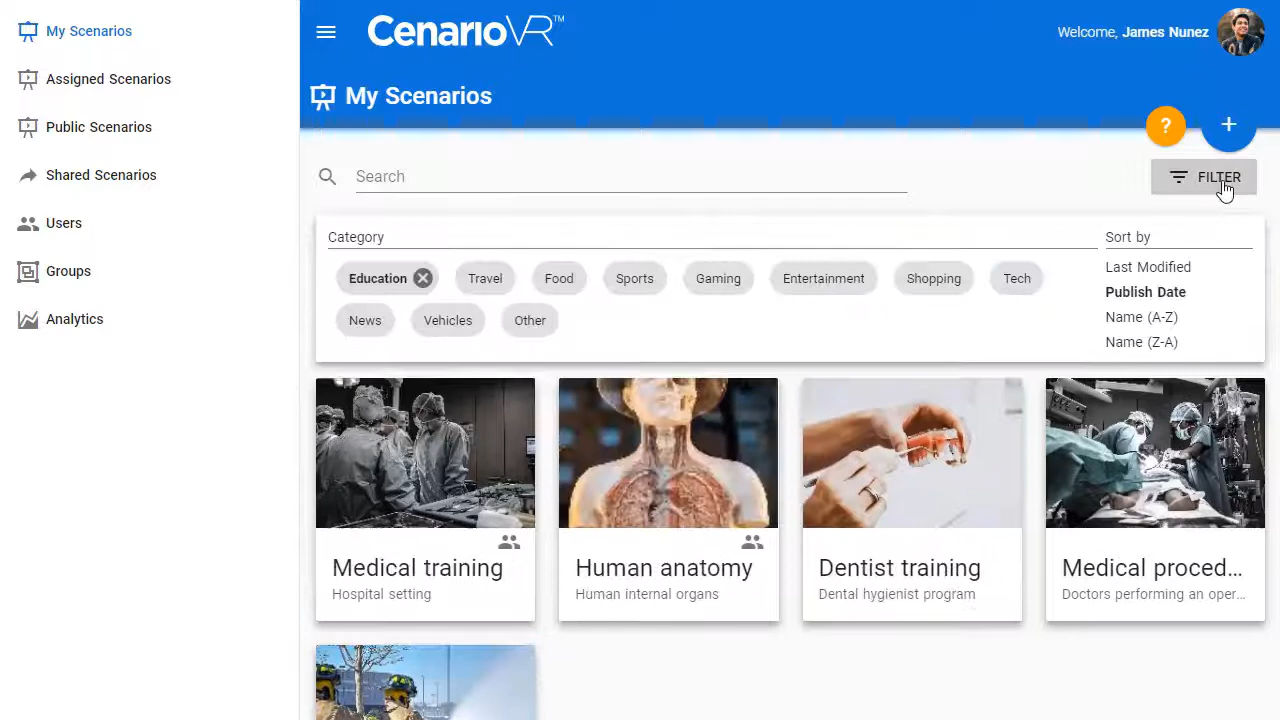 My Scenarios
Assigned Scenarios
Public Scenarios
Shared Scenarios
Users
Groups
Analytics
CenarioVR™
Welcome, James Nunez
My Scenarios
?
+
Search
FILTER
Category
Sort by
Education
Travel
Food
Sports
Gaming
Entertainment
Shopping
Tech
News
Vehicles
Other
Last Modified
Publish Date
Name (A-Z)
Name (Z-A)
Medical training
Hospital setting
Human anatomy
Human internal organs
Dentist training
Dental hygienist program
Medical proced...
Doctors performing an oper...